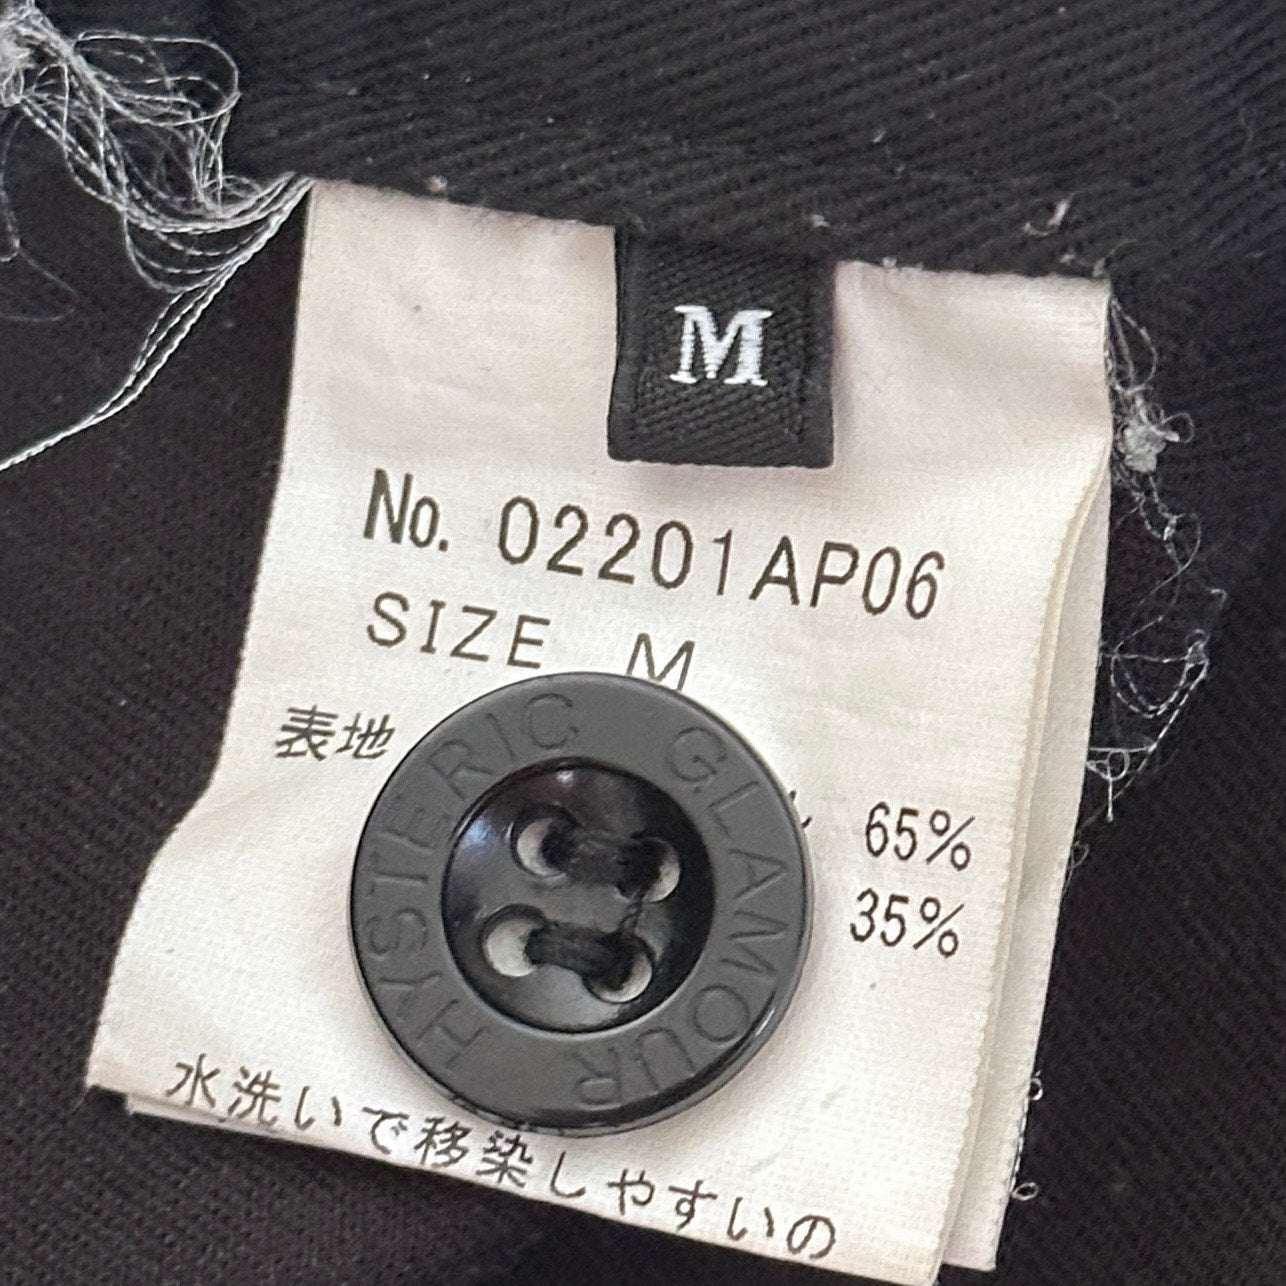 M
No. 02201AP06
SIZE M
表地
65%
35%
HYSTERIC GLAMOUR
水洗いで移染しやすいの